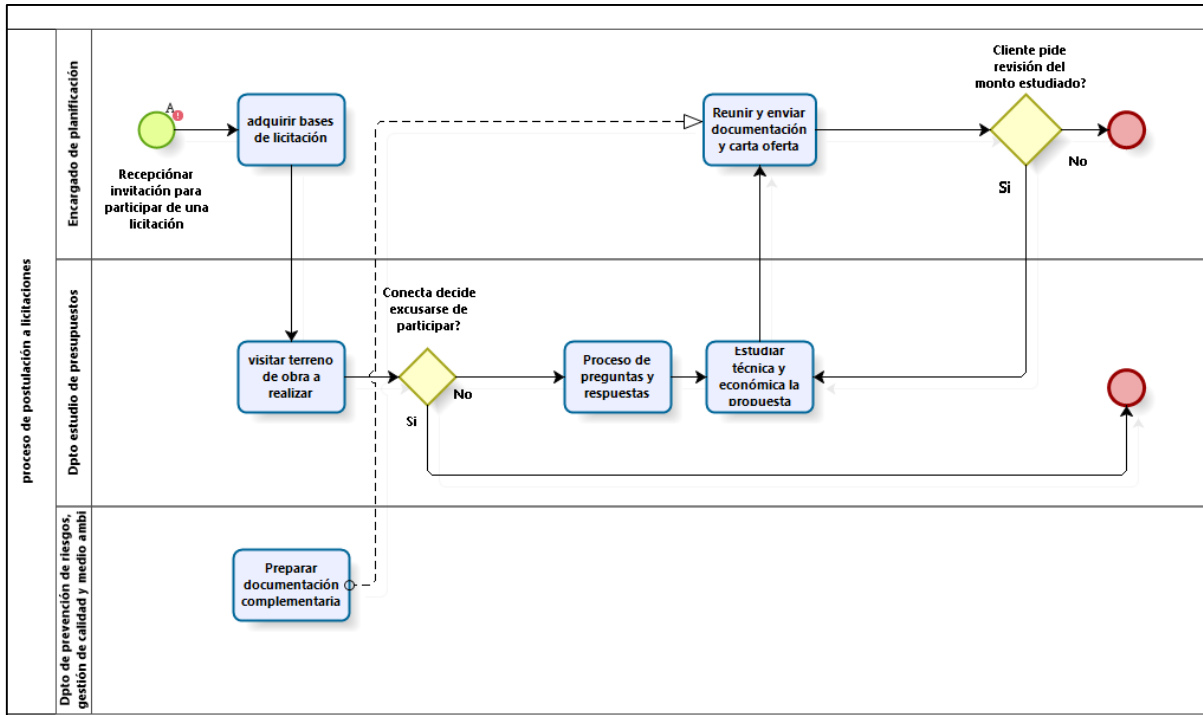 proceso de postulación a licitaciones
Encargado de planificación
A
Recepciónar
invitación para
participar de una
licitación
adquirir bases
de licitación
Reunir y enviar
documentación
y carta oferta
Cliente pide
revisión del
monto estudiado?
No
Si
Dpto estudio de presupuestos
visitar terreno
de obra a
realizar
Conecta decide
excusarse de
participar?
No
Si
Proceso de
preguntas y
respuestas
Estudiar
técnica y
económica la
propuesta
Dpto de prevención de riesgos,
gestión de calidad y medio ambi
Preparar
documentación
complementaria